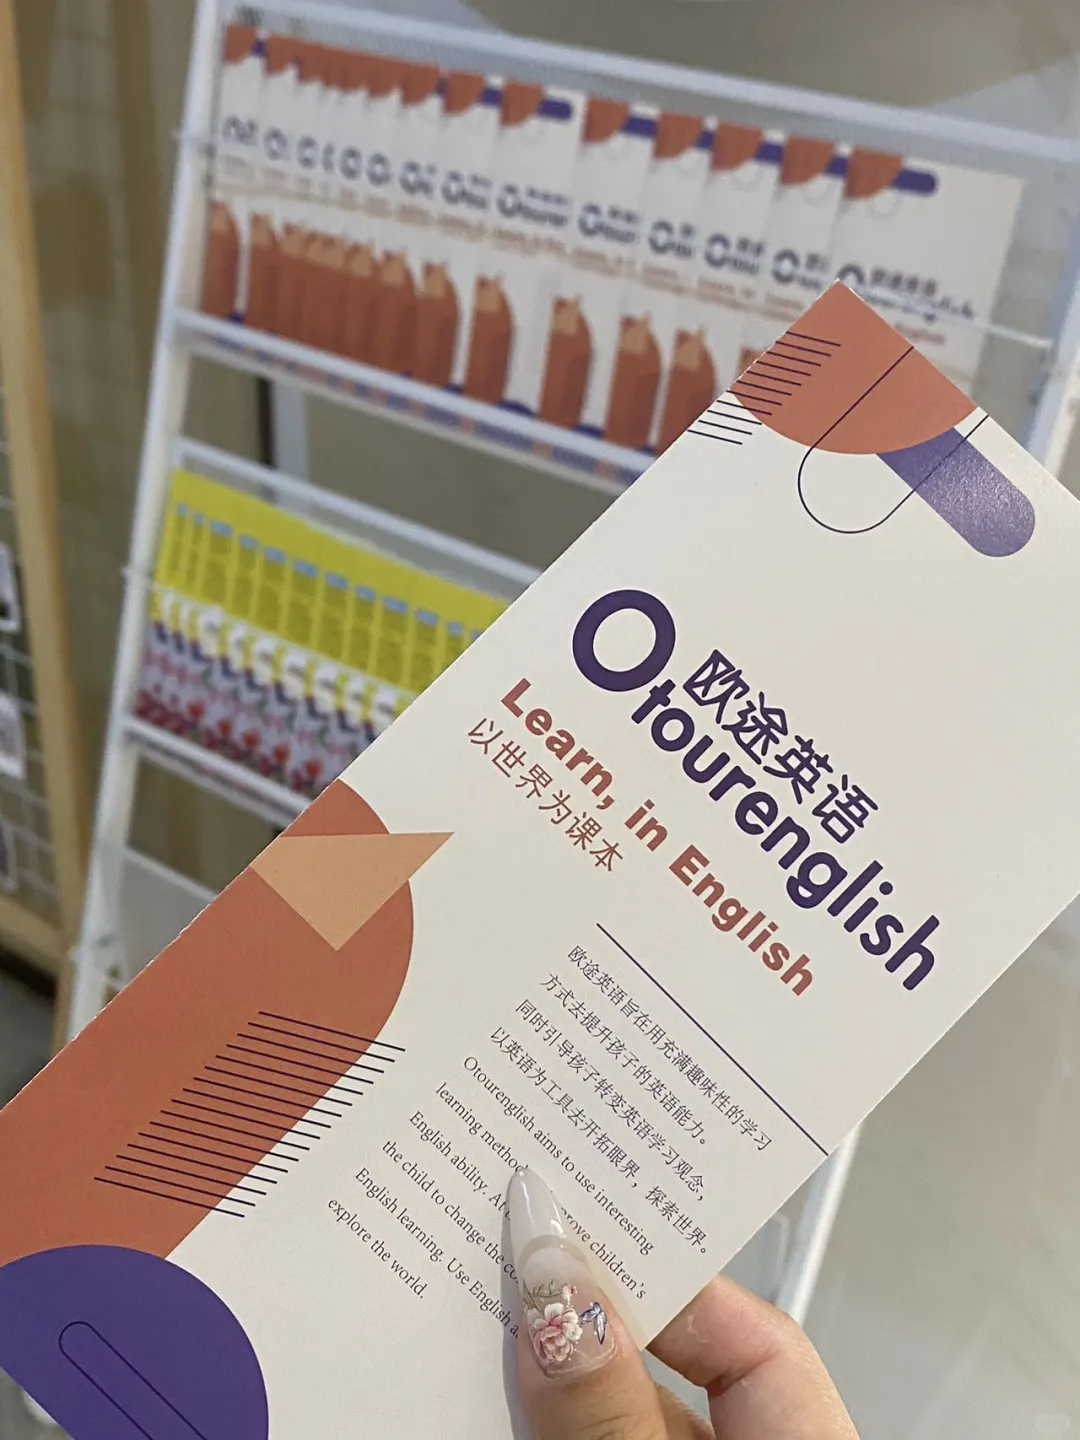 欧途英语
Otourenglish
Learn, in English
以世界为课本
欧途英语旨在用充满趣味性的学习
方式去提升孩子的英语能力。
同时引导孩子转变英语学习观念，
以英语为工具去开拓眼界，探索世界。
Otourenglish aims to use interesting
learning prove children's
English ability. At
the child to change the
English learning. Use English
explore the world.